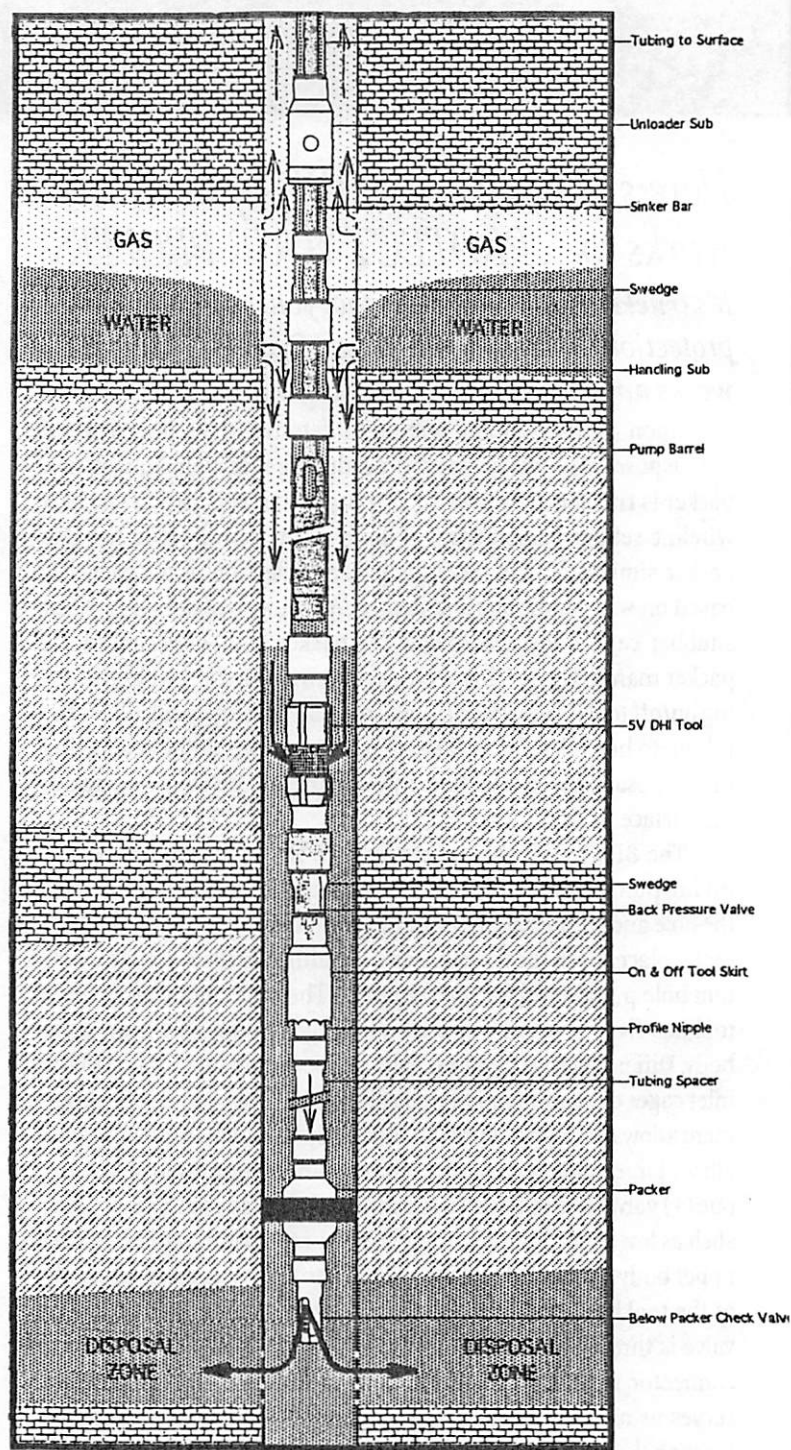 Tubing to Surface
Unloader Sub
Sinker Bar
GAS
GAS
Swedge
WATER
WATER
Handling Sub
Pump Barrel
5V DHI Tool
Swedge
Back Pressure Valve
On & Off Tool Skirt
Profile Nipple
Tubing Spacer
Packer
Below Packer Check Valve
DISPOSAL
ZONE
DISPOSAL
ZONE